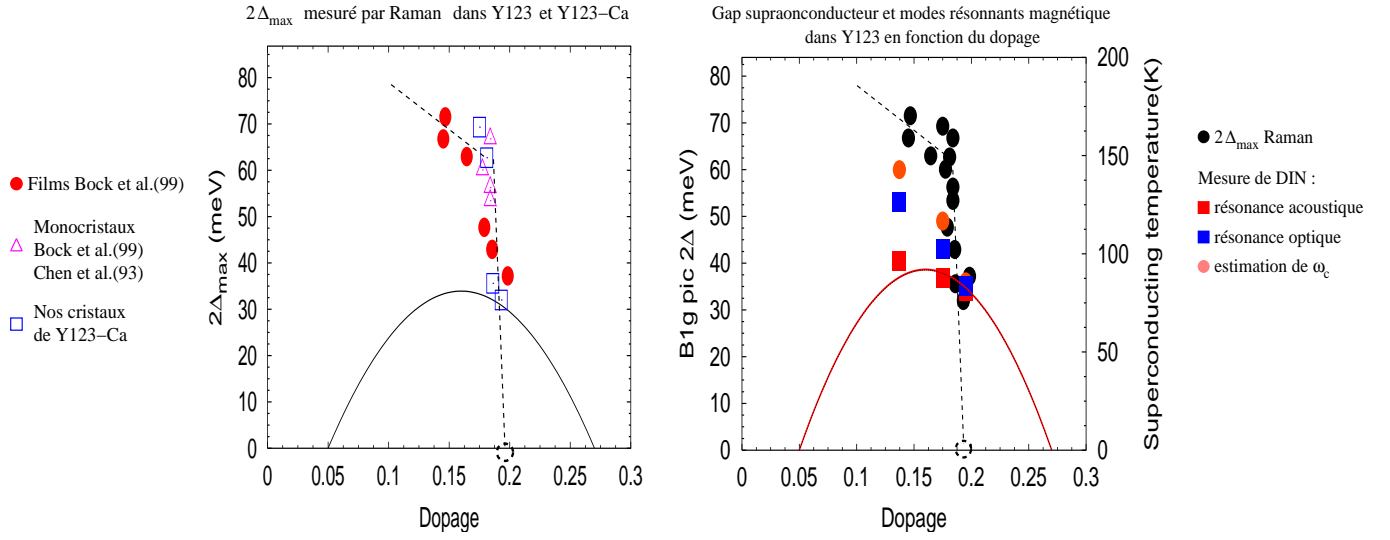 2Δmax mesuré par Raman dans Y123 et Y123−Ca
80
70
60
50
40
30
20
10
0
2Δmax (meV)
0 0.05 0.1 0.15 0.2 0.25 0.3
Dopage
Films Bock et al.(99)
Monocristaux
Bock et al.(99)
Chen et al.(93)
Nos cristaux
de Y123−Ca
Gap supraonconducteur et modes résonnants magnétique
dans Y123 en fonction du dopage
80
70
60
50
40
30
20
10
0
B1g pic 2Δ (meV)
0 0.05 0.1 0.15 0.2 0.25 0.3
Dopage
200
150
100
50
0
Superconducting temperature(K)
2Δmax Raman
Mesure de DIN :
résonance acoustique
résonance optique
estimation de ωc